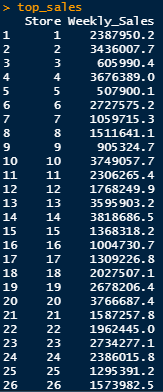 > top_sales
Store Weekly_Sales
1 1 2387950.2
2 2 3436007.7
3 3 605990.4
4 4 3676389.0
5 5 507900.1
6 6 2727575.2
7 7 1059715.3
8 8 1511641.1
9 9 905324.7
10 10 3749057.7
11 11 2306265.4
12 12 1768249.9
13 13 3595903.2
14 14 3818686.5
15 15 1368318.2
16 16 1004730.7
17 17 1309226.8
18 18 2027507.1
19 19 2678206.4
20 20 3766687.4
21 21 1587257.8
22 22 1962445.0
23 23 2734277.1
24 24 2386015.8
25 25 1295391.2
26 26 1573982.5